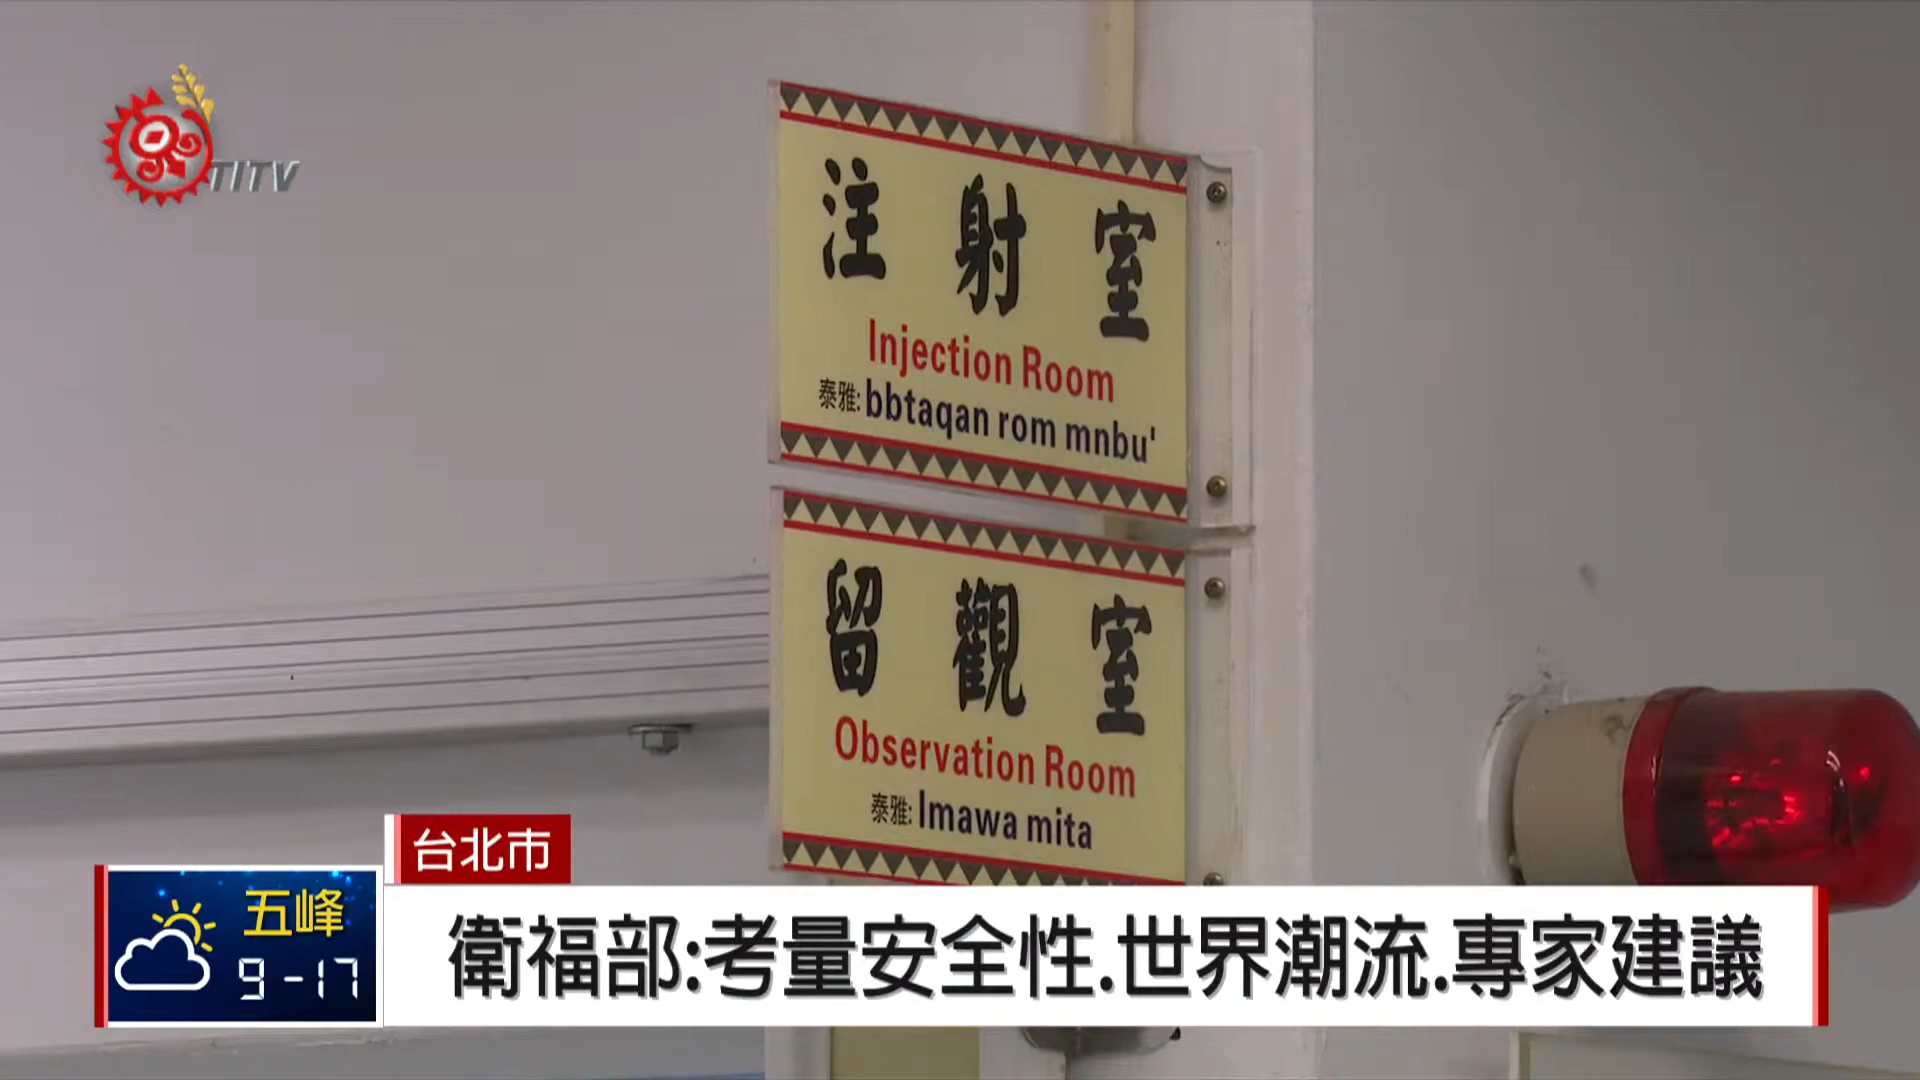 TITV
注射室
Injection Room
泰雅:bbtaqan rom mnbu'
留觀室
Observation Room
泰雅:lmawa mita
台北市
五峰
9-17
衛福部:考量安全性.世界潮流.專家建議